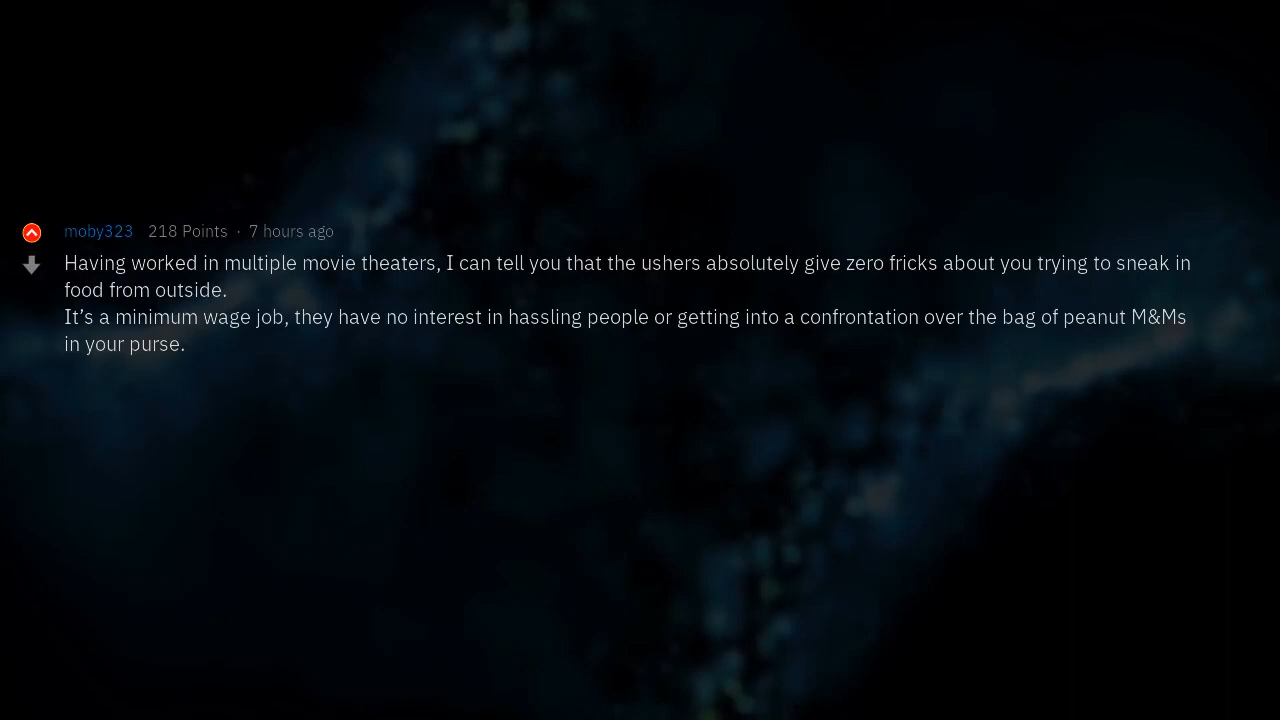 moby323 218 Points · 7 hours ago
Having worked in multiple movie theaters, I can tell you that the ushers absolutely give zero fricks about you trying to sneak in
food from outside.
It’s a minimum wage job, they have no interest in hassling people or getting into a confrontation over the bag of peanut M&Ms
in your purse.